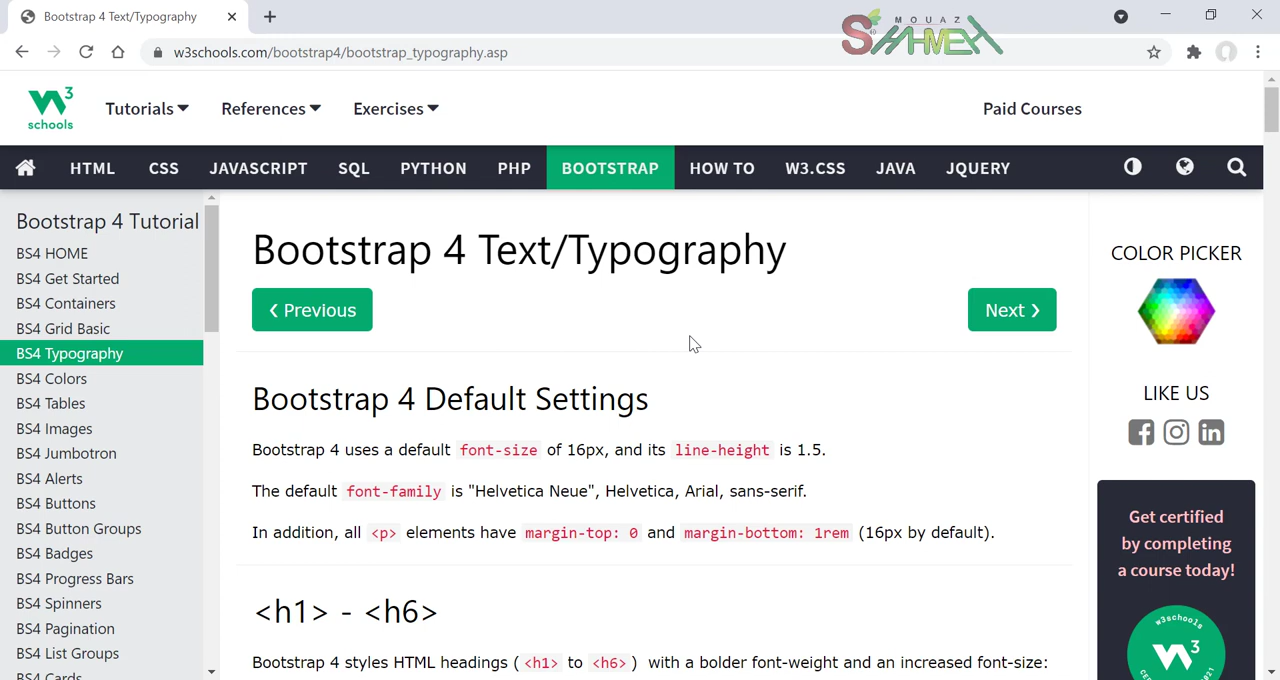 Bootstrap 4 Text/Typography
w3schools.com/bootstrap4/bootstrap_typography.asp
MOUAZ
3
schools
Tutorials
References
Exercises
Paid Courses
HTML
CSS
JAVASCRIPT
SQL
PYTHON
PHP
BOOTSTRAP
HOW TO
W3.CSS
JAVA
JQUERY
Bootstrap 4 Tutorial
BS4 HOME
BS4 Get Started
BS4 Containers
BS4 Grid Basic
BS4 Typography
BS4 Colors
BS4 Tables
BS4 Images
BS4 Jumbotron
BS4 Alerts
BS4 Buttons
BS4 Button Groups
BS4 Badges
BS4 Progress Bars
BS4 Spinners
BS4 Pagination
BS4 List Groups
BS4 Cards
Bootstrap 4 Text/Typography
❮ Previous
Next ❯
Bootstrap 4 Default Settings
Bootstrap 4 uses a default font-size of 16px, and its line-height is 1.5.
The default font-family is "Helvetica Neue", Helvetica, Arial, sans-serif.
In addition, all <p> elements have margin-top: 0 and margin-bottom: 1rem (16px by default).
<h1> - <h6>
Bootstrap 4 styles HTML headings (<h1> to <h6>) with a bolder font-weight and an increased font-size:
COLOR PICKER
LIKE US
Get certified
by completing
a course today!
w3schools
3